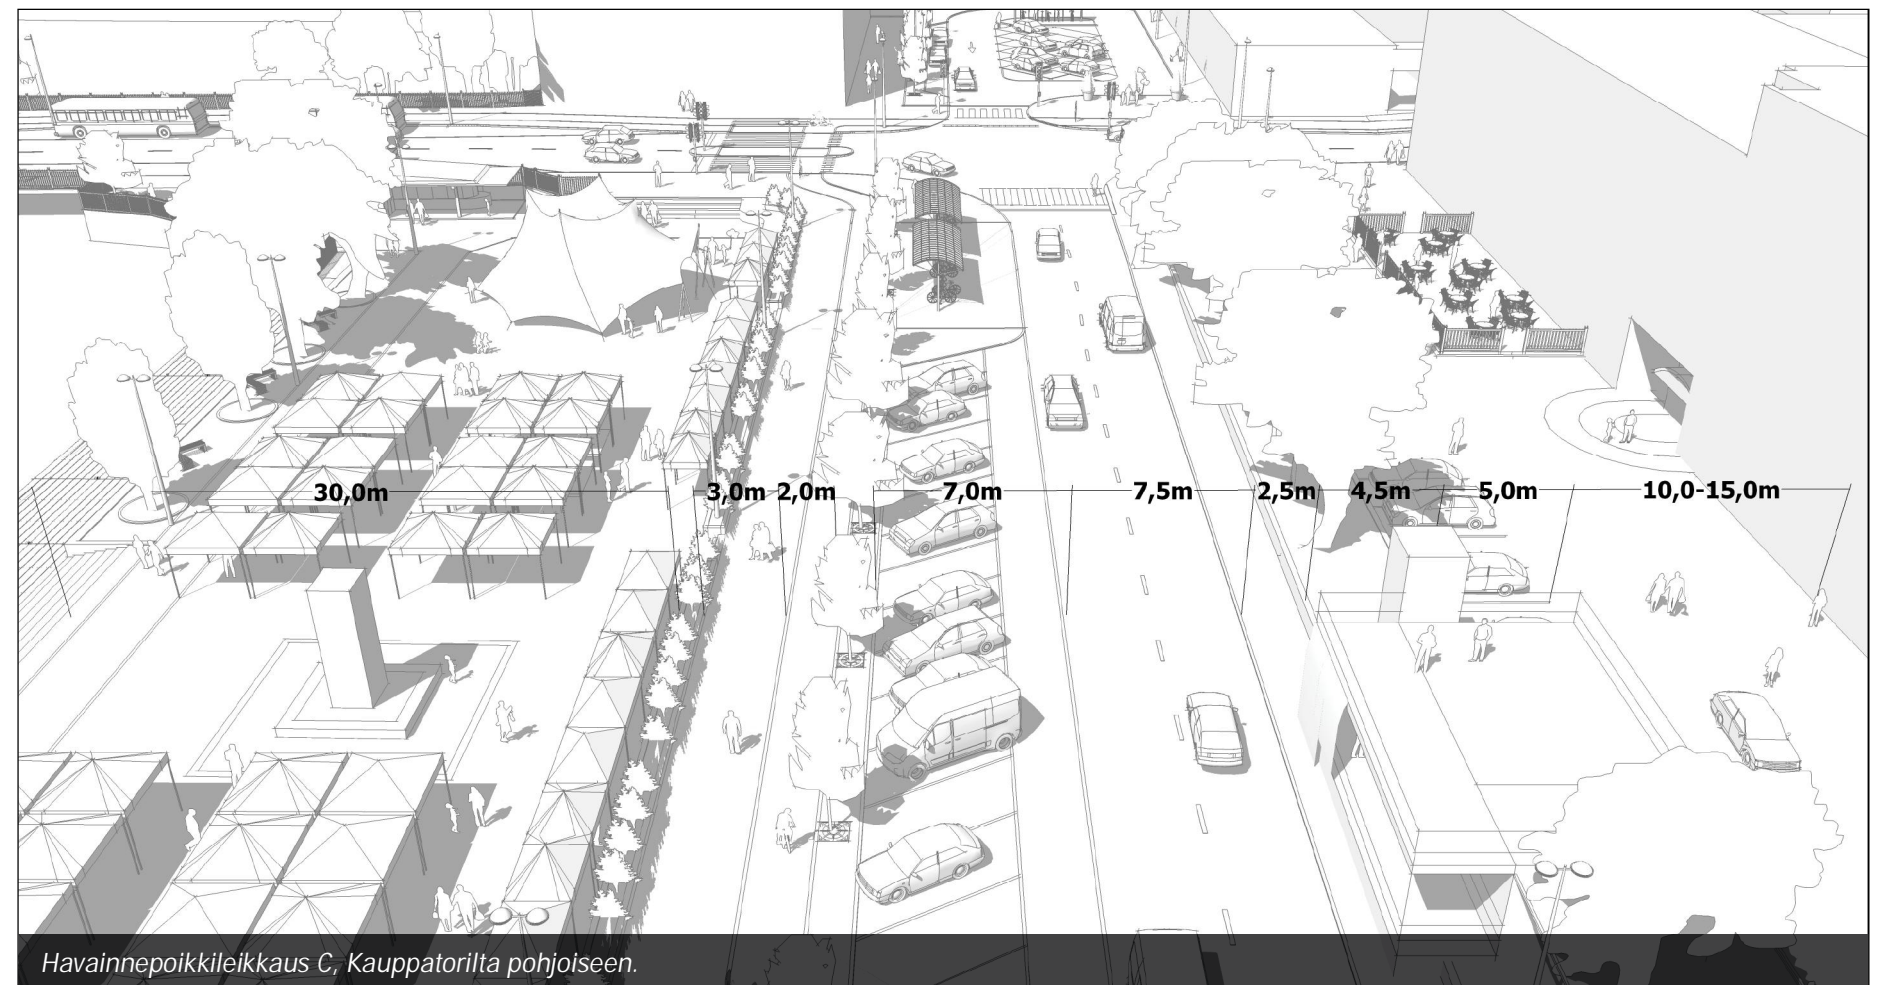 30,0m 3,0m 2,0m 7,0m 7,5m 2,5m 4,5m 5,0m 10,0-15,0m
Havainnepoikkileikkaus C, Kauppatorilta pohjoiseen.